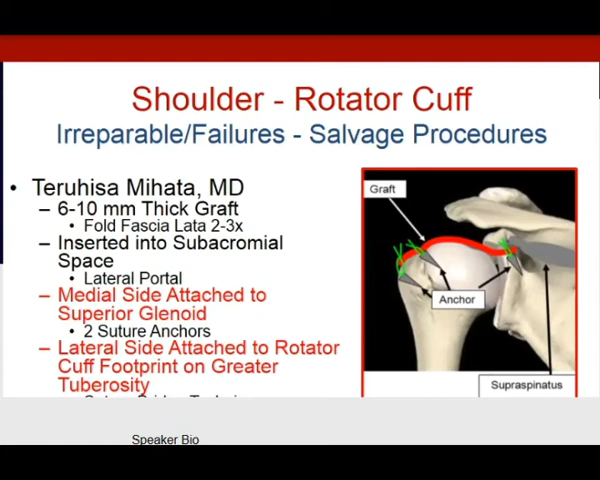 Shoulder - Rotator Cuff
Irreparable/Failures - Salvage Procedures
• Teruhisa Mihata, MD
– 6-10 mm Thick Graft
• Fold Fascia Lata 2-3x
– Inserted into Subacromial
Space
• Lateral Portal
– Medial Side Attached to
Superior Glenoid
• 2 Suture Anchors
– Lateral Side Attached to Rotator
Cuff Footprint on Greater
Tuberosity
Graft
Anchor
Supraspinatus
Speaker Bio